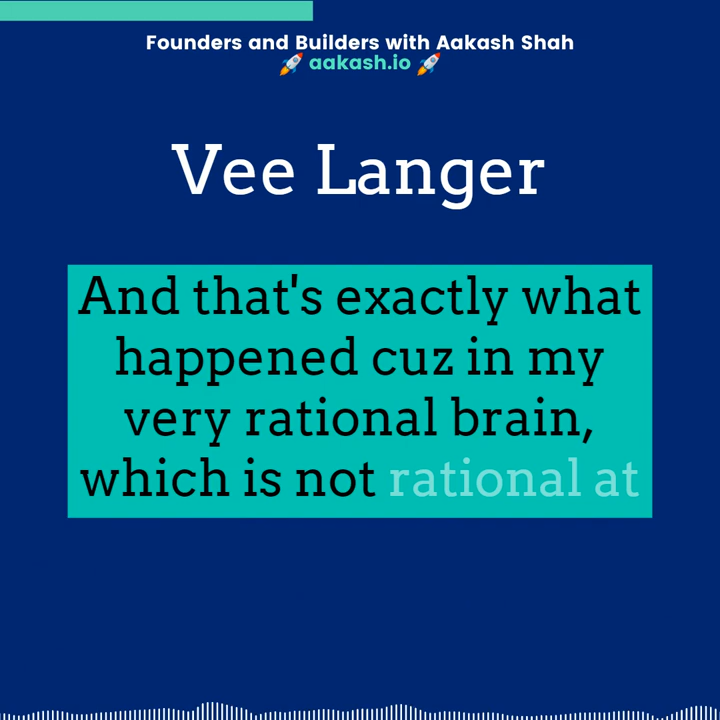 Founders and Builders with Aakash Shah
🚀 aakash.io 🚀
Vee Langer
And that's exactly what
happened cuz in my
very rational brain,
which is not rational at